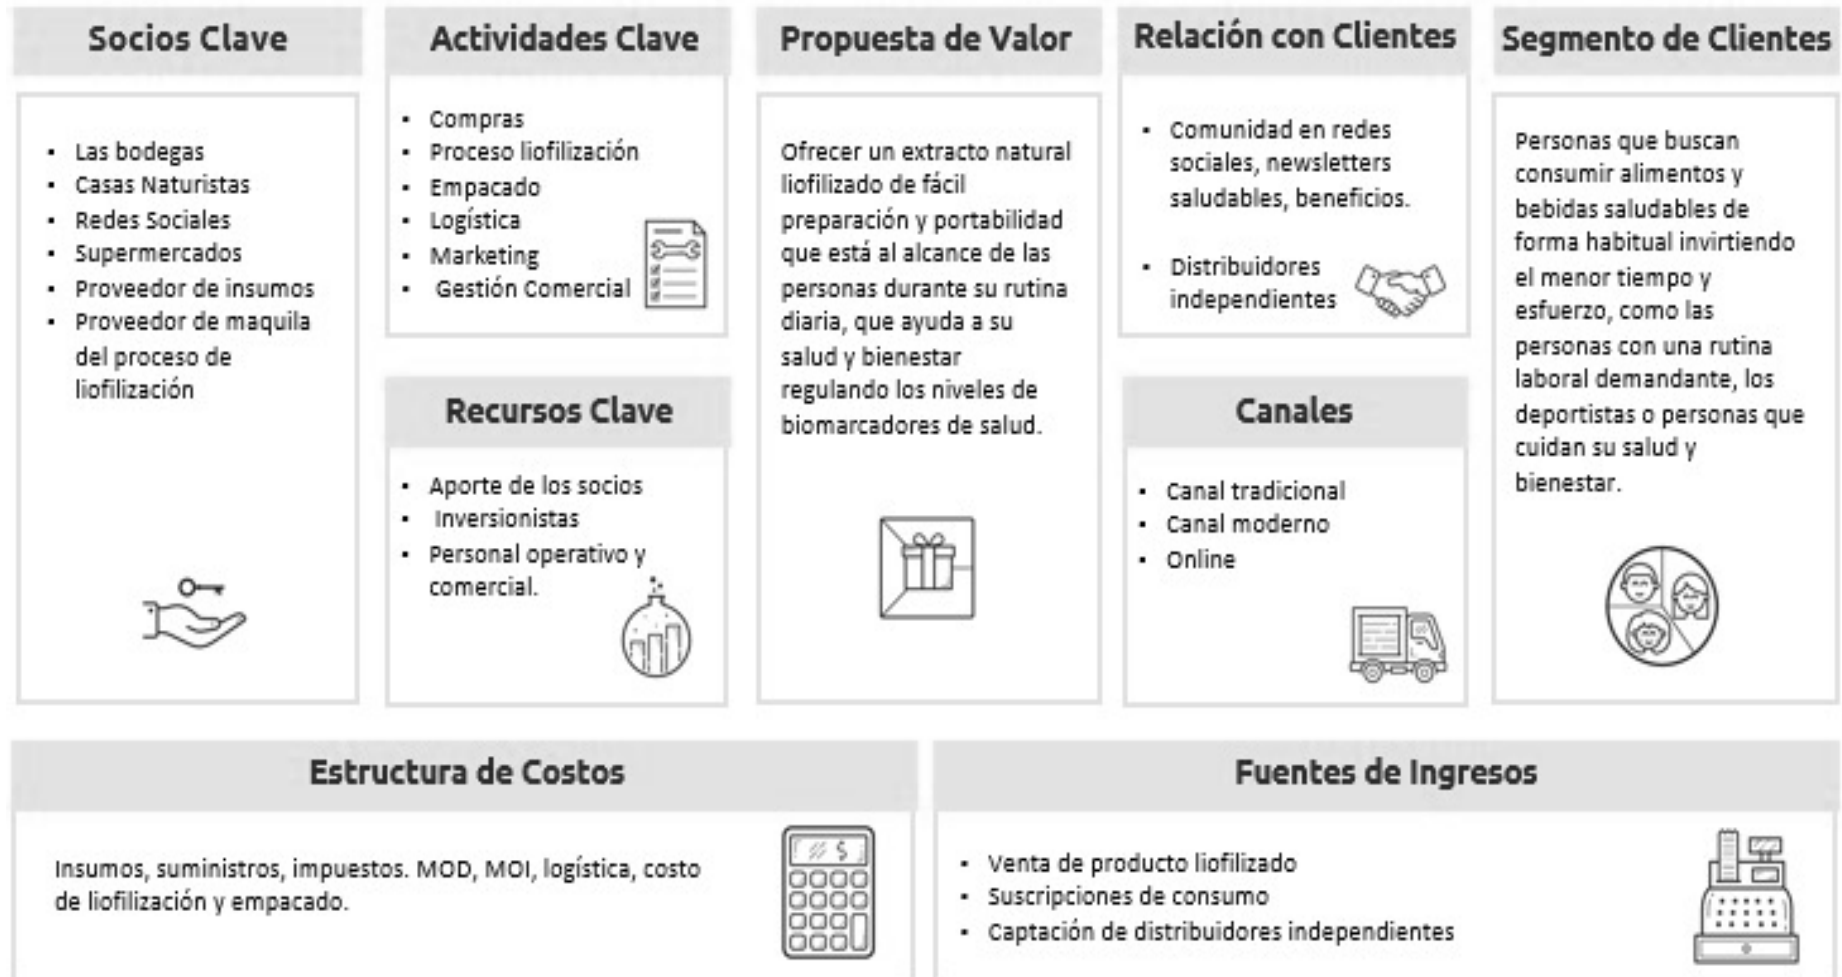 Socios Clave
▪ Las bodegas
▪ Casas Naturistas
▪ Redes Sociales
▪ Supermercados
▪ Proveedor de insumos
▪ Proveedor de maquila
del proceso de
liofilización
Actividades Clave
▪ Compras
▪ Proceso liofilización
▪ Empacado
▪ Logística
▪ Marketing
▪ Gestión Comercial
Recursos Clave
▪ Aporte de los socios
▪ Inversionistas
▪ Personal operativo y
comercial.
Propuesta de Valor
Ofrecer un extracto natural
liofilizado de fácil
preparación y portabilidad
que está al alcance de las
personas durante su rutina
diaria, que ayuda a su
salud y bienestar
regulando los niveles de
biomarcadores de salud.
Relación con Clientes
▪ Comunidad en redes
sociales, newsletters
saludables, beneficios.
▪ Distribuidores
independientes
Canales
▪ Canal tradicional
▪ Canal moderno
▪ Online
Segmento de Clientes
Personas que buscan
consumir alimentos y
bebidas saludables de
forma habitual invirtiendo
el menor tiempo y
esfuerzo, como las
personas con una rutina
laboral demandante, los
deportistas o personas que
cuidan su salud y
bienestar.
Estructura de Costos
Insumos, suministros, impuestos. MOD, MOI, logística, costo
de liofilización y empacado.
$
Fuentes de Ingresos
▪ Venta de producto liofilizado
▪ Suscripciones de consumo
▪ Captación de distribuidores independientes